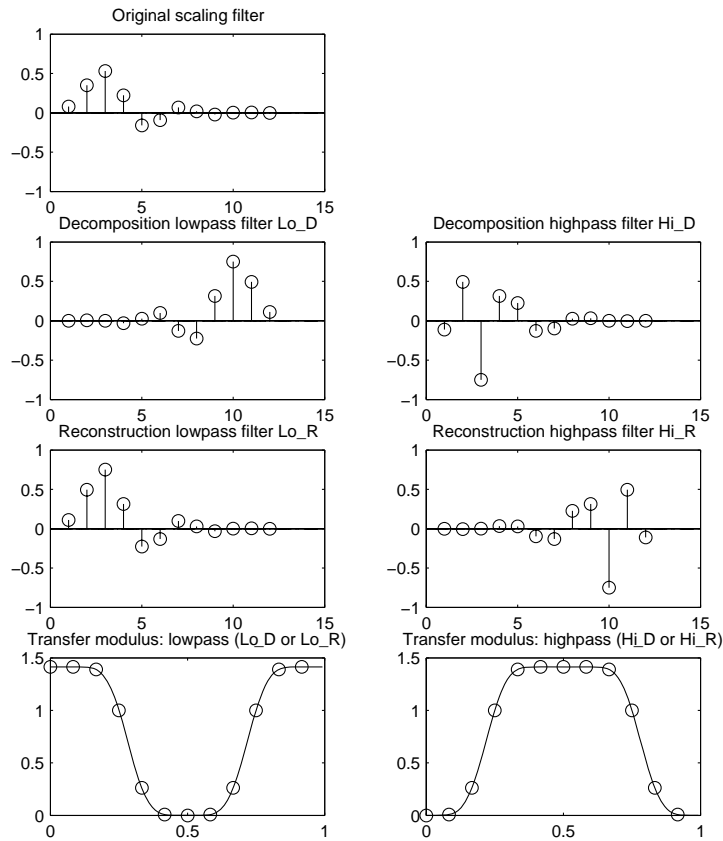 Original scaling filter
1
0.5
0
−0.5
−1
0 5 10 15
Decomposition lowpass filter Lo_D
1
0.5
0
−0.5
−1
0 5 10 15
Decomposition highpass filter Hi_D
1
0.5
0
−0.5
−1
0 5 10 15
Reconstruction lowpass filter Lo_R
1
0.5
0
−0.5
−1
0 5 10 15
Reconstruction highpass filter Hi_R
1
0.5
0
−0.5
−1
0 5 10 15
Transfer modulus: lowpass (Lo_D or Lo_R)
1.5
1
0.5
0
0 0.5 1
Transfer modulus: highpass (Hi_D or Hi_R)
1.5
1
0.5
0
0 0.5 1